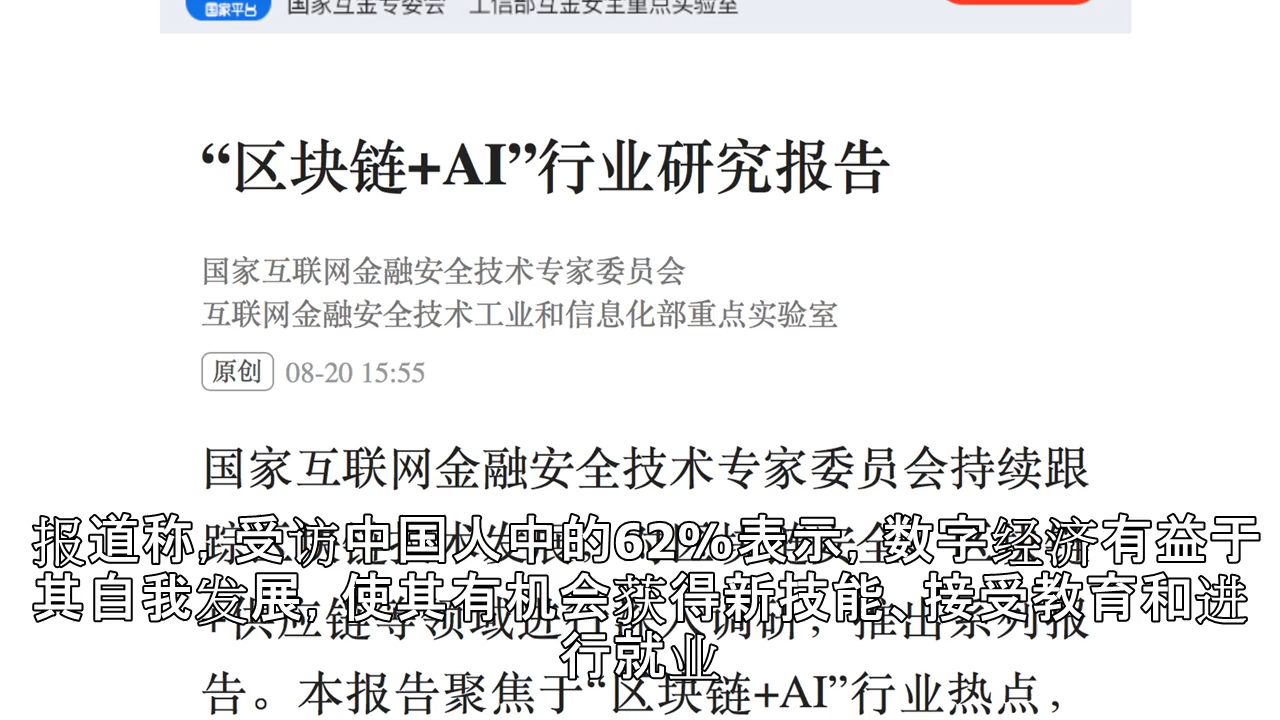 国家平台
国家互金专委会 工信部互金安全重点实验室
“区块链+AI”行业研究报告
国家互联网金融安全技术专家委员会
互联网金融安全技术工业和信息化部重点实验室
原创 08-20 15:55
国家互联网金融安全技术专家委员会持续跟
报道称, 受访中国人中的62%表示, 数字经济有益于
其自我发展, 使其有机会获得新技能、接受教育和进
行就业
告。本报告聚焦于“区块链+AI”行业热点，